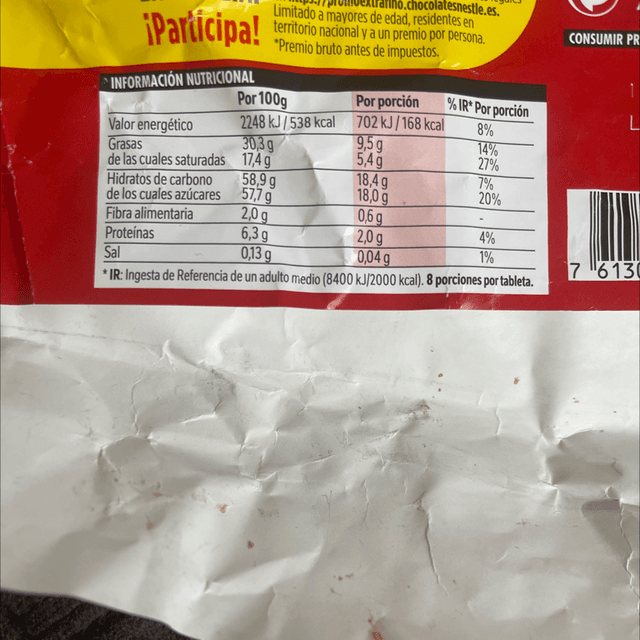 promoextrafino.chocolatesnestle.es.
¡Participa!
Limitado a mayores de edad, residentes en
territorio nacional y a un premio por persona.
*Premio bruto antes de impuestos.
CONSUMIR
INFORMACIÓN NUTRICIONAL
Por 100g Por porción % IR* Por porción
Valor energético 2248 kJ / 538 kcal 702 kJ / 168 kcal 8%
Grasas 30,3 g 9,5 g 14%
de las cuales saturadas 17,4 g 5,4 g 27%
Hidratos de carbono 58,9 g 18,4 g 7%
de los cuales azúcares 57,7 g 18,0 g 20%
Fibra alimentaria 2,0 g 0,6 g -
Proteínas 6,3 g 2,0 g 4%
Sal 0,13 g 0,04 g 1%
* IR: Ingesta de Referencia de un adulto medio (8400 kJ/2000 kcal). 8 porciones por tableta.
7 613